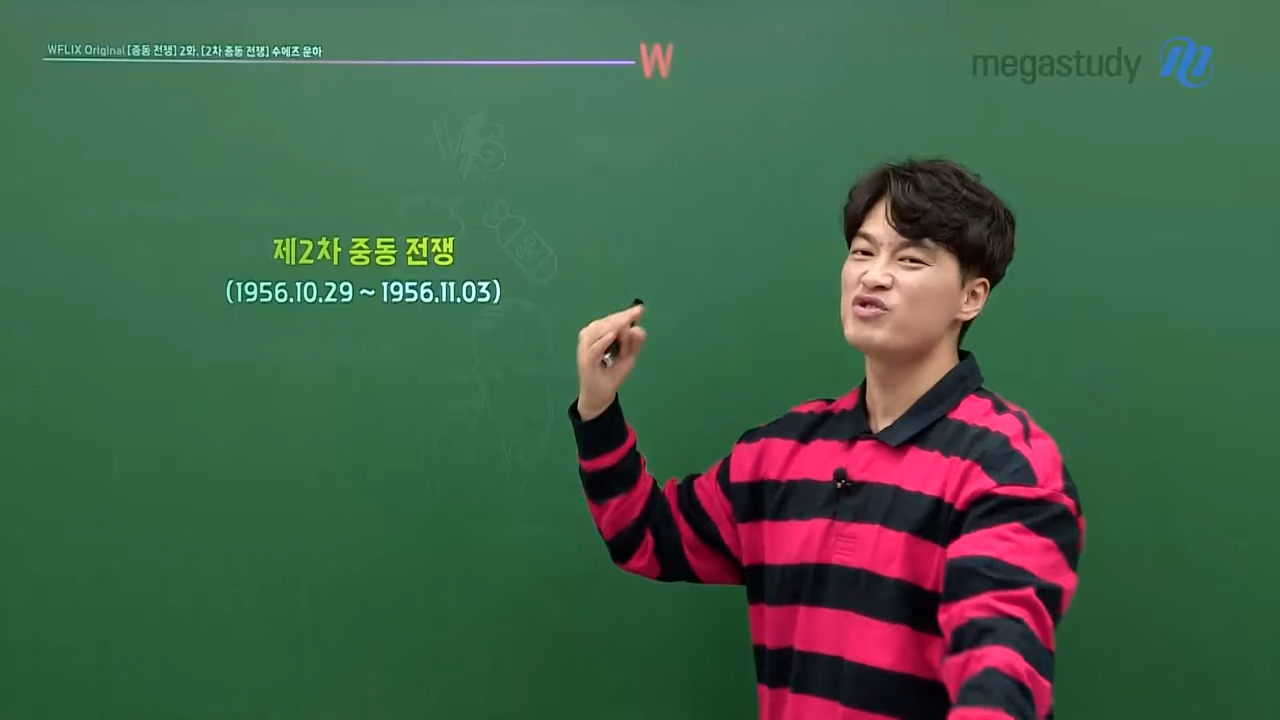 WFLIX Original [중동 전쟁] 2화. [2차 중동 전쟁] 수에즈 운하
W
megastudy
제2차 중동 전쟁
(1956.10.29 ~ 1956.11.03)